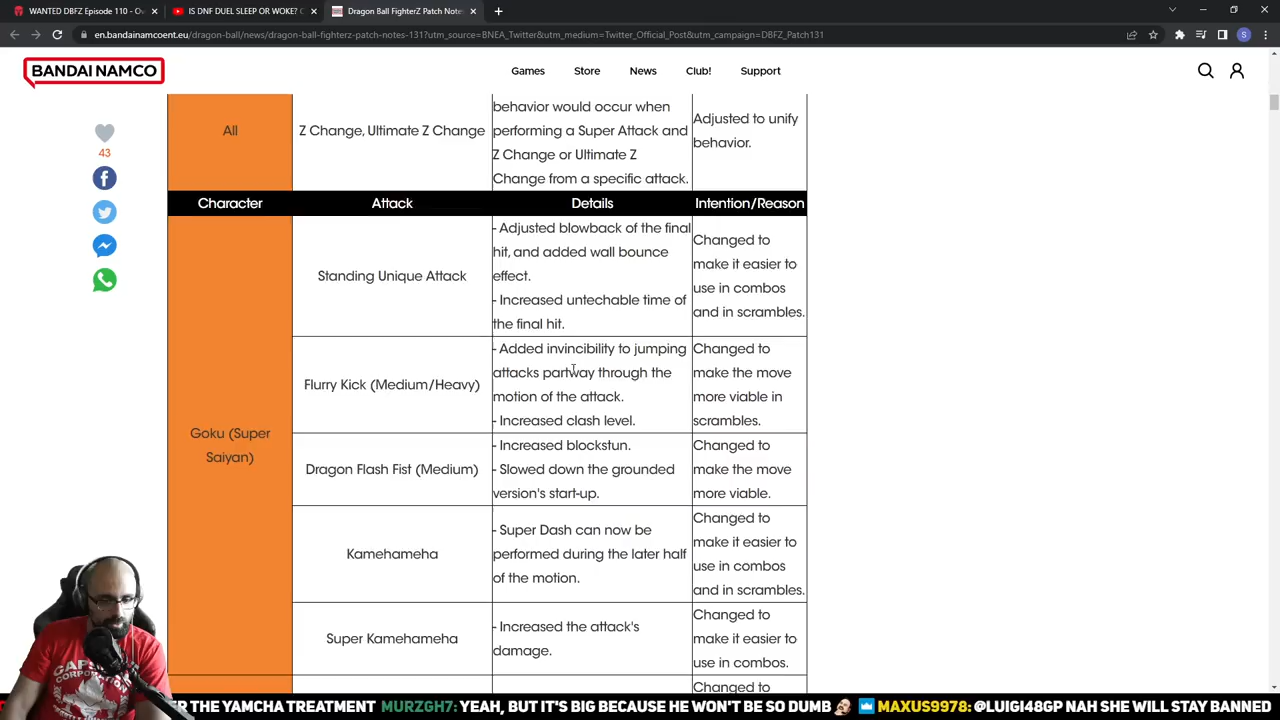 WANTED DBFZ Episode 110 - O
IS DNF DUEL SLEEP OR WOKE?
Dragon Ball FighterZ Patch Note
en.bandainamcoent.eu/dragon-ball/news/dragon-ball-fighterz-patch-notes-131?utm_source=BNEA_Twitter&utm_medium=Twitter_Official_Post&utm_campaign=DBFZ_Patch131
S
BANDAI NAMCO
Games
Store
News
Club!
Support
43
All
Z Change, Ultimate Z Change
behavior would occur when
performing a Super Attack and
Z Change or Ultimate Z
Change from a specific attack.
Adjusted to unify
behavior.
Character
Attack
Details
Intention/Reason
Goku (Super
Saiyan)
Standing Unique Attack
- Adjusted blowback of the final
hit, and added wall bounce
effect.
- Increased untechable time of
the final hit.
Changed to
make it easier to
use in combos
and in scrambles.
Flurry Kick (Medium/Heavy)
- Added invincibility to jumping
attacks partway through the
motion of the attack.
- Increased clash level.
Changed to
make the move
more viable in
scrambles.
Dragon Flash Fist (Medium)
- Increased blockstun.
- Slowed down the grounded
version's start-up.
Changed to
make the move
more viable.
Kamehameha
- Super Dash can now be
performed during the later half
of the motion.
Changed to
make it easier to
use in combos
and in scrambles.
Super Kamehameha
- Increased the attack's
damage.
Changed to
make it easier to
use in combos.
Changed to
ER THE YAMCHA TREATMENT MURZGH7: YEAH, BUT IT'S BIG BECAUSE HE WON'T BE SO DUMB MAXUS9978: @LUIGI48GP NAH SHE WILL STAY BANNED